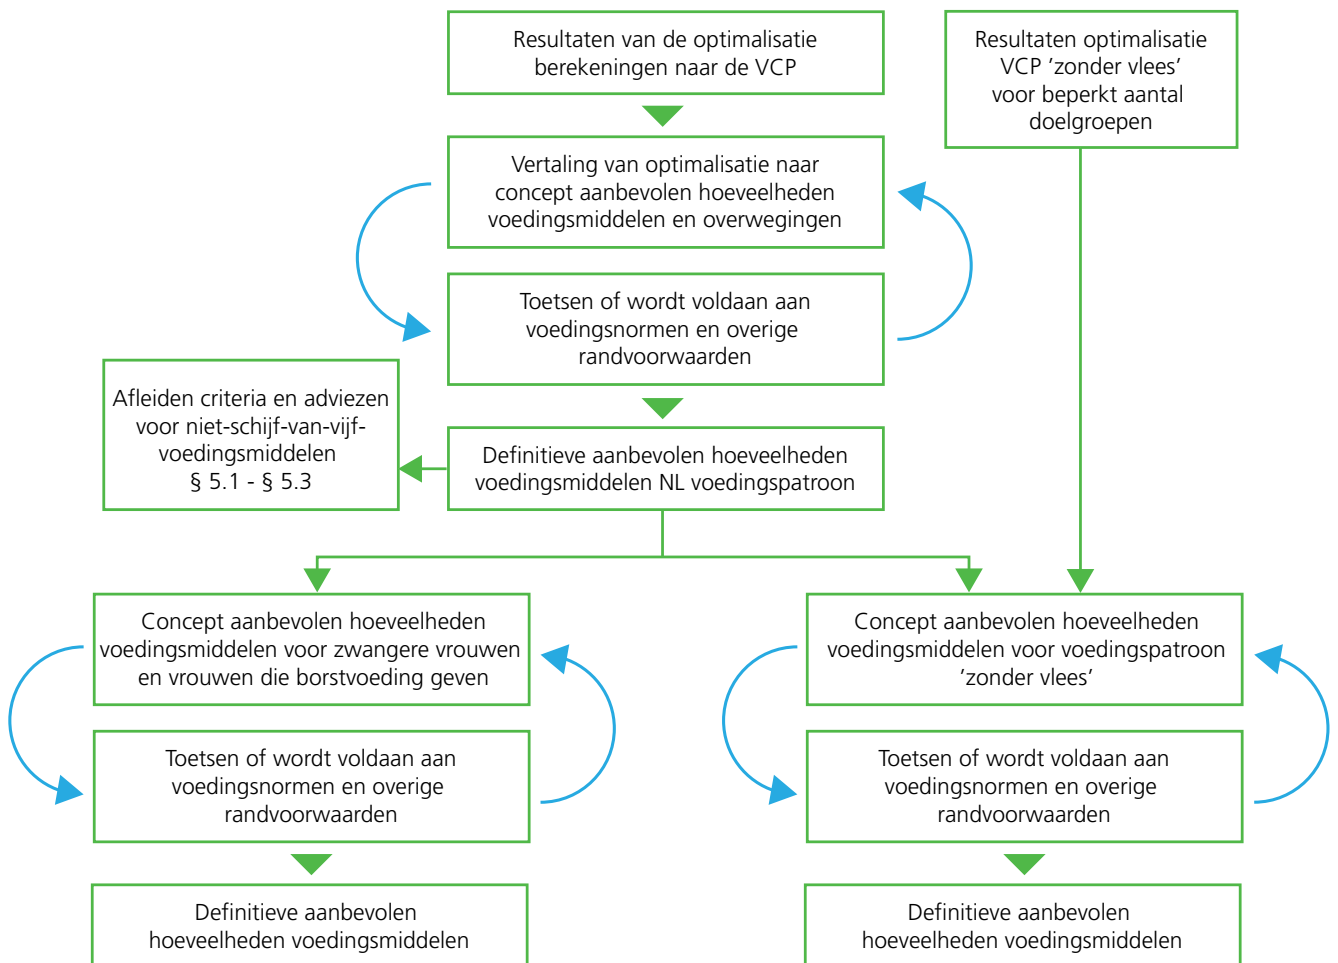 Resultaten van de optimalisatie
berekeningen naar de VCP
Resultaten optimalisatie
VCP 'zonder vlees'
voor beperkt aantal
doelgroepen
Vertaling van optimalisatie naar
concept aanbevolen hoeveelheden
voedingsmiddelen en overwegingen
Toetsen of wordt voldaan aan
voedingsnormen en overige
randvoorwaarden
Afleiden criteria en adviezen
voor niet-schijf-van-vijf-
voedingsmiddelen
§ 5.1 - § 5.3
Definitieve aanbevolen hoeveelheden
voedingsmiddelen NL voedingspatroon
Concept aanbevolen hoeveelheden
voedingsmiddelen voor zwangere vrouwen
en vrouwen die borstvoeding geven
Concept aanbevolen hoeveelheden
voedingsmiddelen voor voedingspatroon
'zonder vlees'
Toetsen of wordt voldaan aan
voedingsnormen en overige
randvoorwaarden
Toetsen of wordt voldaan aan
voedingsnormen en overige
randvoorwaarden
Definitieve aanbevolen
hoeveelheden voedingsmiddelen
Definitieve aanbevolen
hoeveelheden voedingsmiddelen